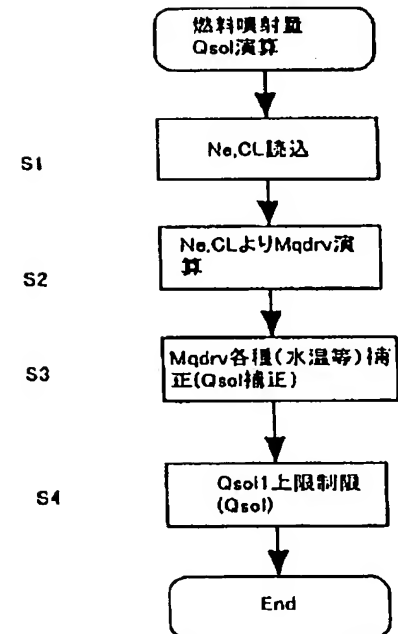 燃料噴射量
Qsol演算
S1
Ne,CL読込
S2
Ne,CLよりMqdrv演
算
S3
Mqdrv各種(水温等)補
正(Qsol補正)
S4
Qsol1上限制限
(Qsol)
End